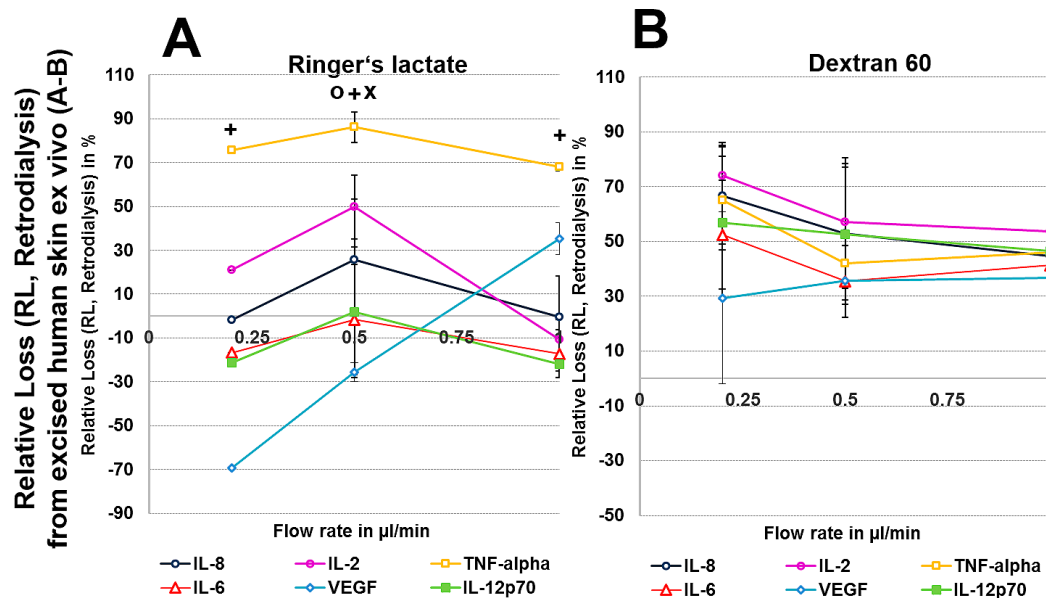 A
B
Relative Loss (RL, Retrodialysis)
from excised human skin ex vivo (A-B)
Relative Loss (RL, Retrodialysis) in %
Ringer‘s lactate
O + X
+
+
110
90
70
50
30
10
-10
-30
-50
-70
-90
0
0.25
0.5
0.75
1
Flow rate in µl/min
IL-8
IL-2
TNF-alpha
IL-6
VEGF
IL-12p70
Relative Loss (RL, Retrodialysis) in %
Dextran 60
110
90
70
50
30
10
-10
-30
-50
0
0.25
0.5
0.75
Flow rate in µl/min
IL-8
IL-2
TNF-alpha
IL-6
VEGF
IL-12p70